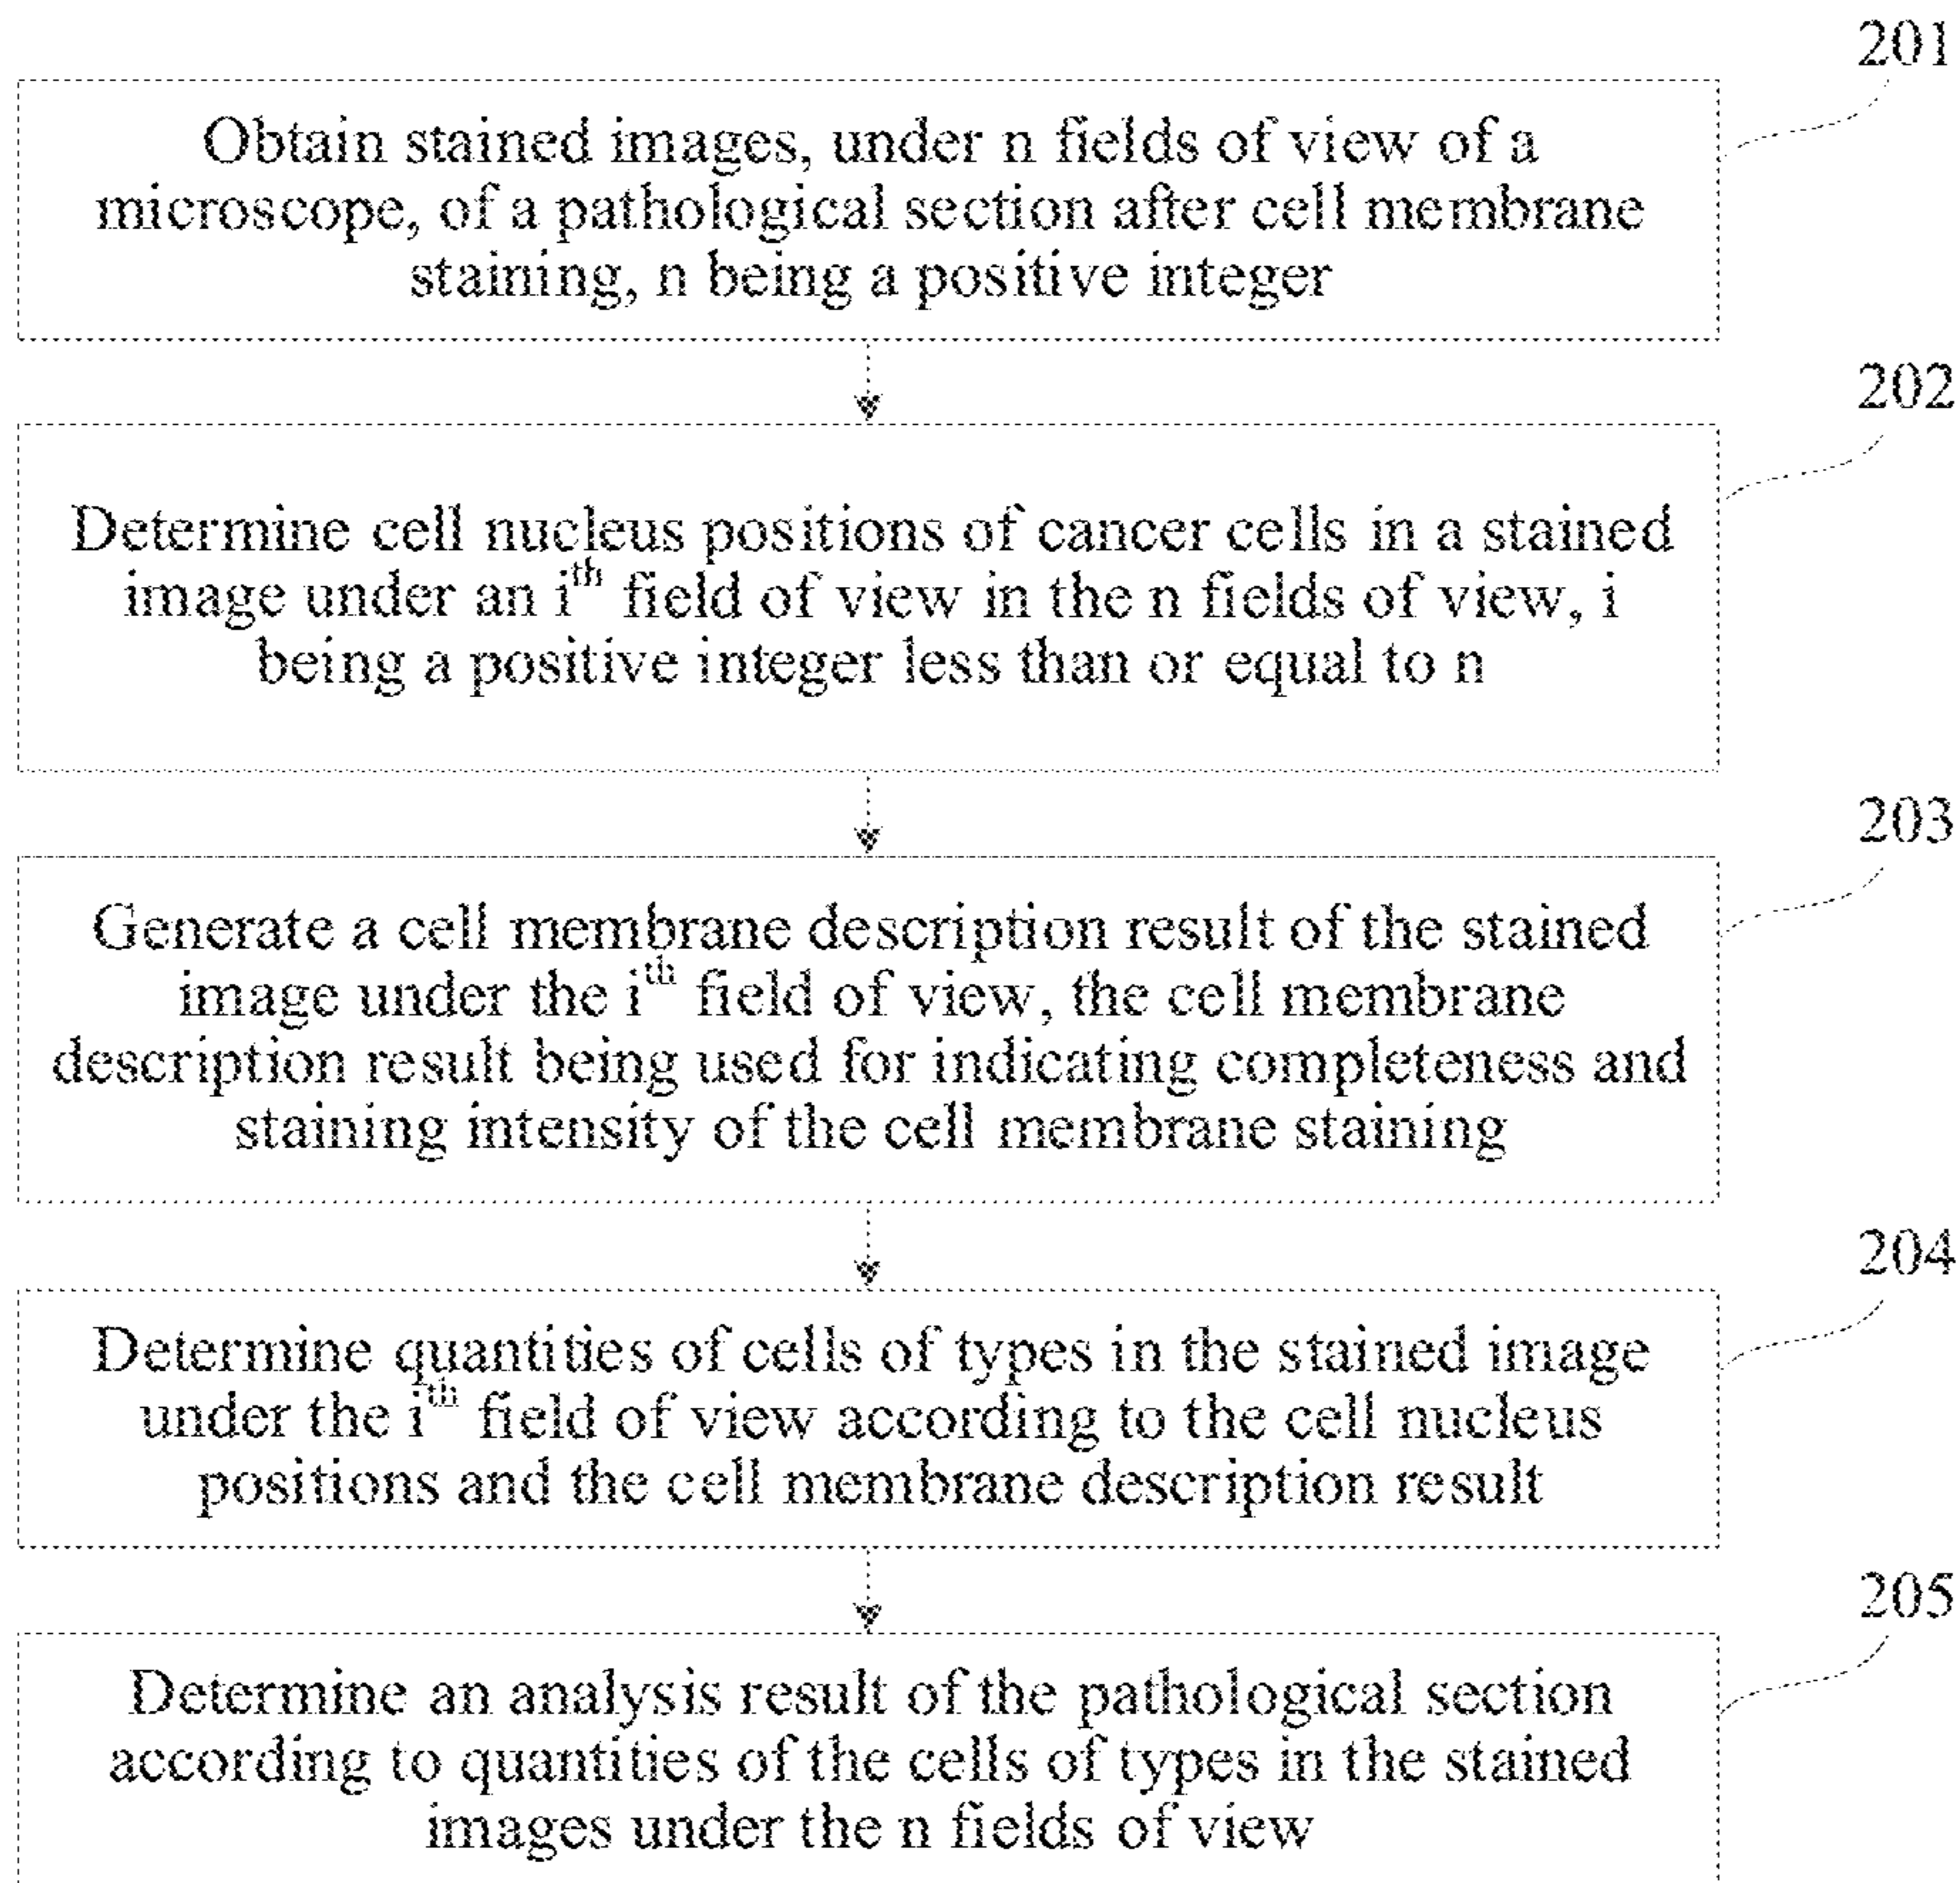 201
Obtain stained images, under n fields of view of a
microscope, of a pathological section after cell membrane
staining, n being a positive integer
202
Determine cell nucleus positions of cancer cells in a stained
image under an i^th field of view in the n fields of view, i
being a positive integer less than or equal to n
203
Generate a cell membrane description result of the stained
image under the i^th field of view, the cell membrane
description result being used for indicating completeness and
staining intensity of the cell membrane staining
204
Determine quantities of cells of types in the stained image
under the i^th field of view according to the cell nucleus
positions and the cell membrane description result
205
Determine an analysis result of the pathological section
according to quantities of the cells of types in the stained
images under the n fields of view